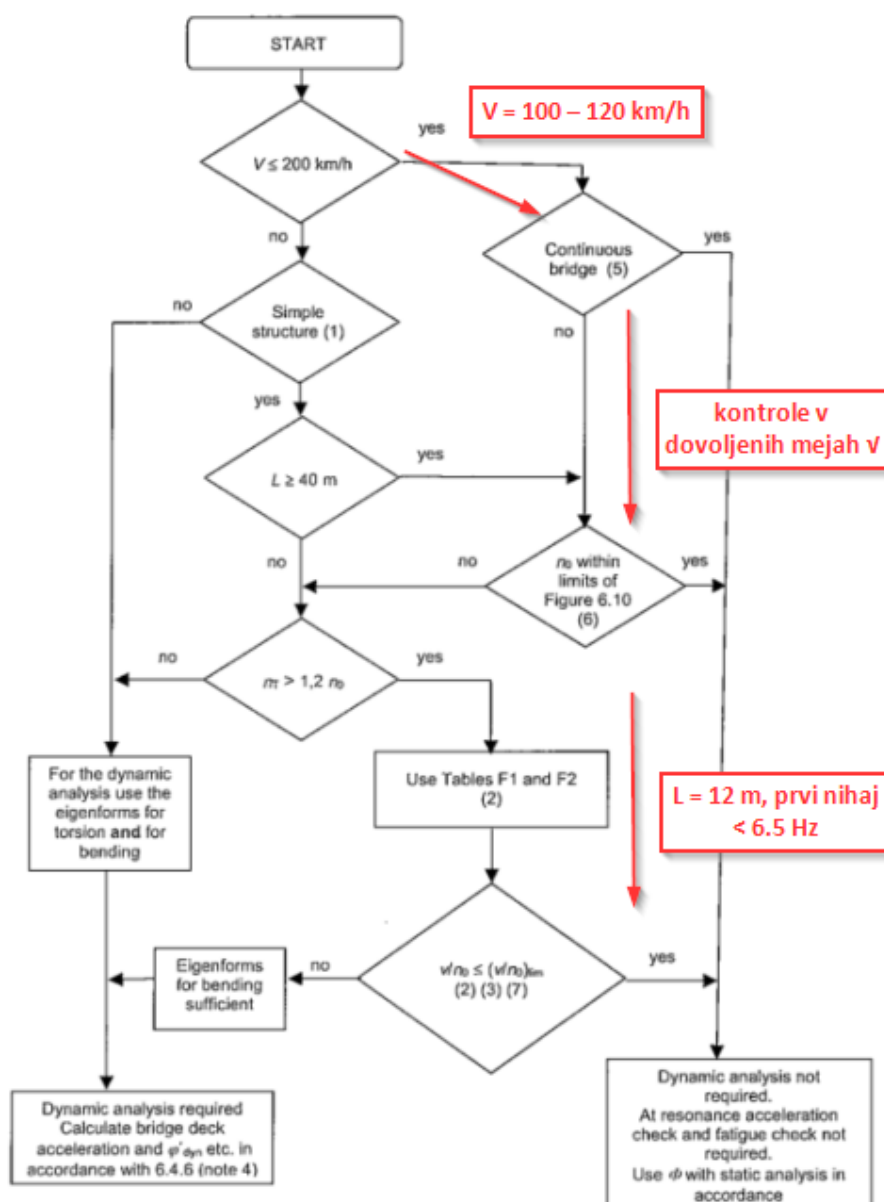 START
V = 100 – 120 km/h
yes
V ≤ 200 km/h
no
yes
Continuous
bridge (5)
no
Simple
structure (1)
no
yes
kontrole v
dovoljenih mejah √
L ≥ 40 m
yes
no
no
n₀ within
limits of
Figure 6.10
(6)
yes
no
nT > 1,2 n₀
yes
For the dynamic
analysis use the
eigenforms for
torsion and for
bending
Use Tables F1 and F2
(2)
L = 12 m, prvi nihaj
< 6.5 Hz
Eigenforms
for bending
sufficient
no
v/n₀ ≤ (v/n₀)lim
(2) (3) (7)
yes
Dynamic analysis required
Calculate bridge deck
acceleration and φ'dyn etc. in
accordance with 6.4.6 (note 4)
Dynamic analysis not
required.
At resonance acceleration
check and fatigue check not
required.
Use Φ with static analysis in
accordance